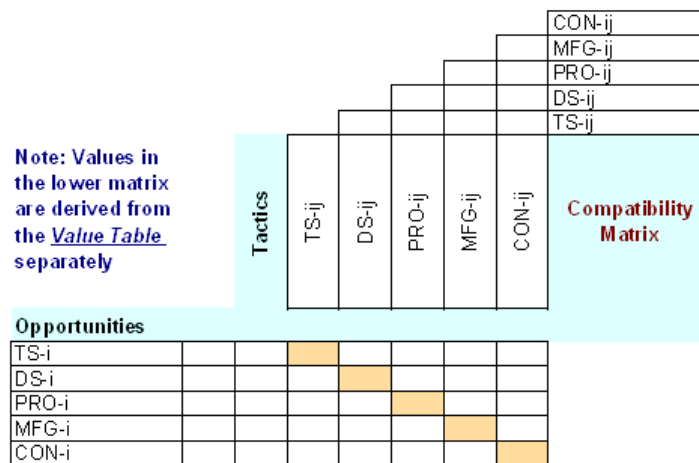 CON-ij
MFG-ij
PRO-ij
DS-ij
TS-ij
Note: Values in
the lower matrix
are derived from
the Value Table
separately
Tactics
TS-ij
DS-ij
PRO-ij
MFG-ij
CON-ij
Compatibility
Matrix
Opportunities
TS-i
DS-i
PRO-i
MFG-i
CON-i